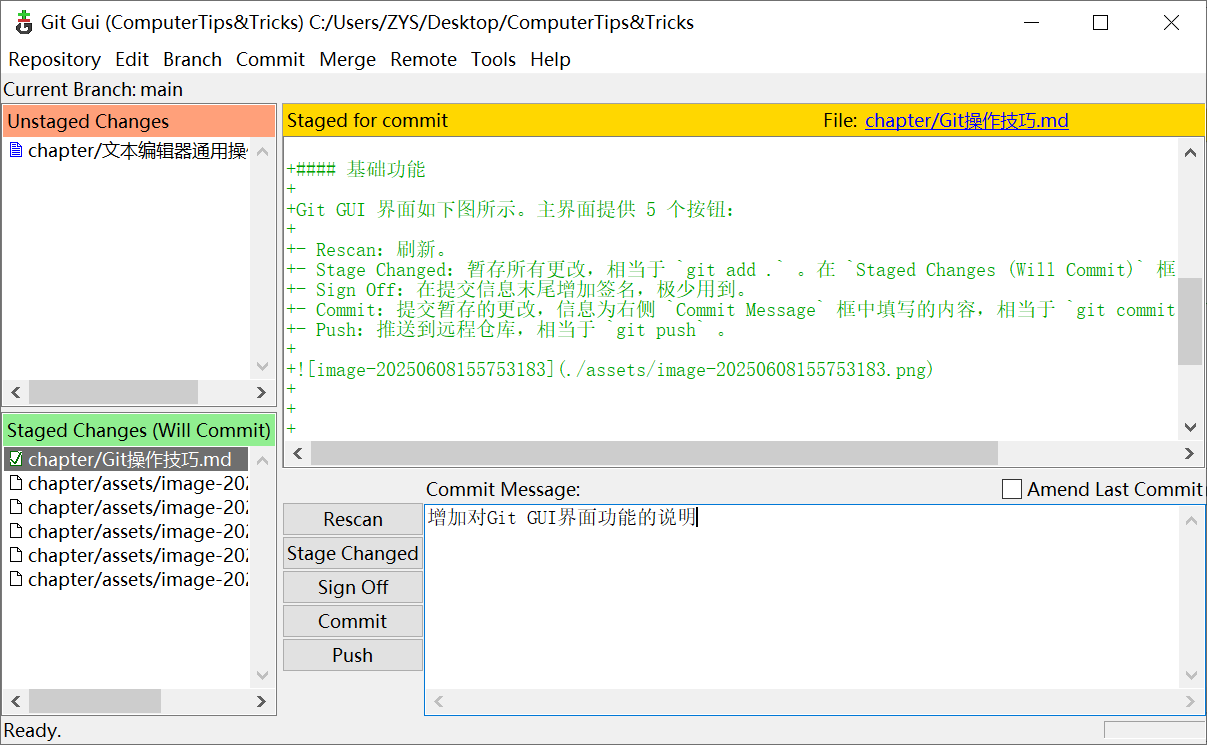 Git Gui (ComputerTips&Tricks) C:/Users/ZYS/Desktop/ComputerTips&Tricks
Repository Edit Branch Commit Merge Remote Tools Help
Current Branch: main
Unstaged Changes
chapter/文本编辑器通用操
Staged Changes (Will Commit)
chapter/Git操作技巧.md
chapter/assets/image-202
chapter/assets/image-202
chapter/assets/image-202
chapter/assets/image-202
chapter/assets/image-202
Staged for commit File: chapter/Git操作技巧.md
+#### 基础功能
+
+Git GUI 界面如下图所示。主界面提供 5 个按钮：
+
+- Rescan：刷新。
+- Stage Changed：暂存所有更改，相当于 `git add .` 。在 `Staged Changes (Will Commit)` 框
+- Sign Off：在提交信息末尾增加签名，极少用到。
+- Commit：提交暂存的更改，信息为右侧 `Commit Message` 框中填写的内容，相当于 `git commit
+- Push：推送到远程仓库，相当于 `git push` 。
+
+![image-20250608155753183](./assets/image-20250608155753183.png)
+
+
+
Commit Message: Amend Last Commit
Rescan
Stage Changed
Sign Off
Commit
Push
增加对Git GUI界面功能的说明
Ready.